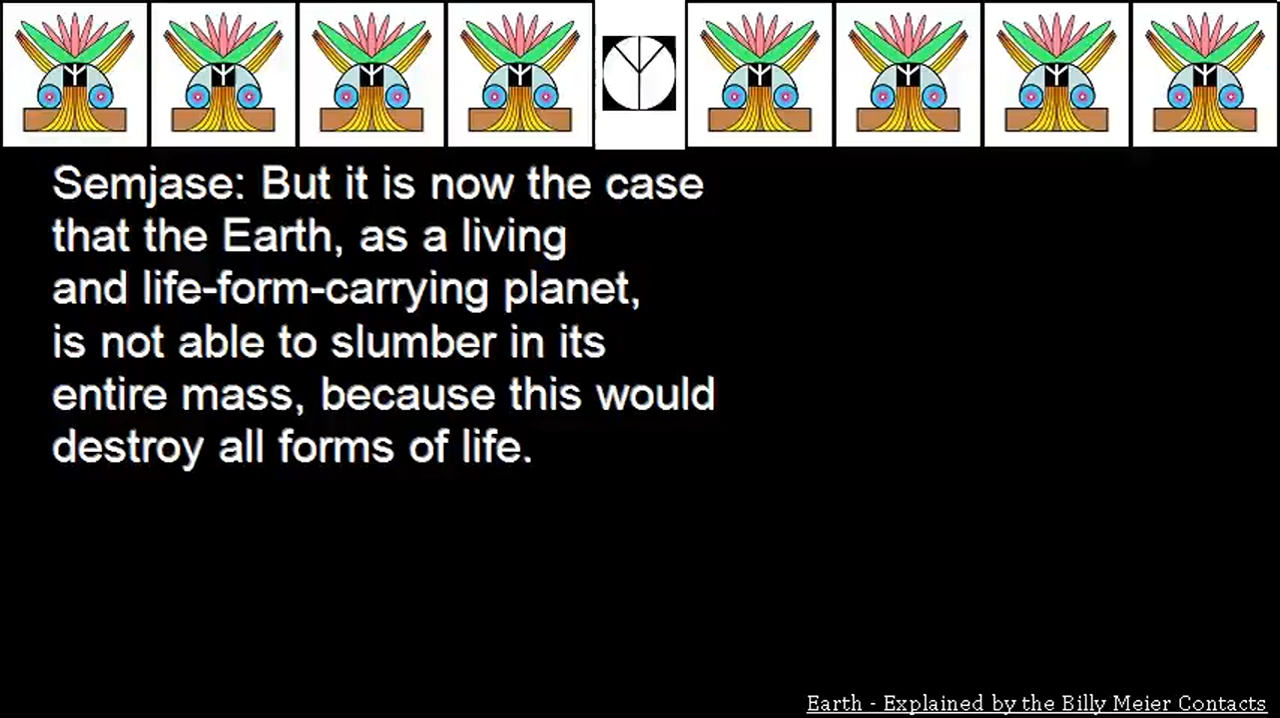 Semjase: But it is now the case
that the Earth, as a living
and life-form-carrying planet,
is not able to slumber in its
entire mass, because this would
destroy all forms of life.
Earth - Explained by the Billy Meier Contacts